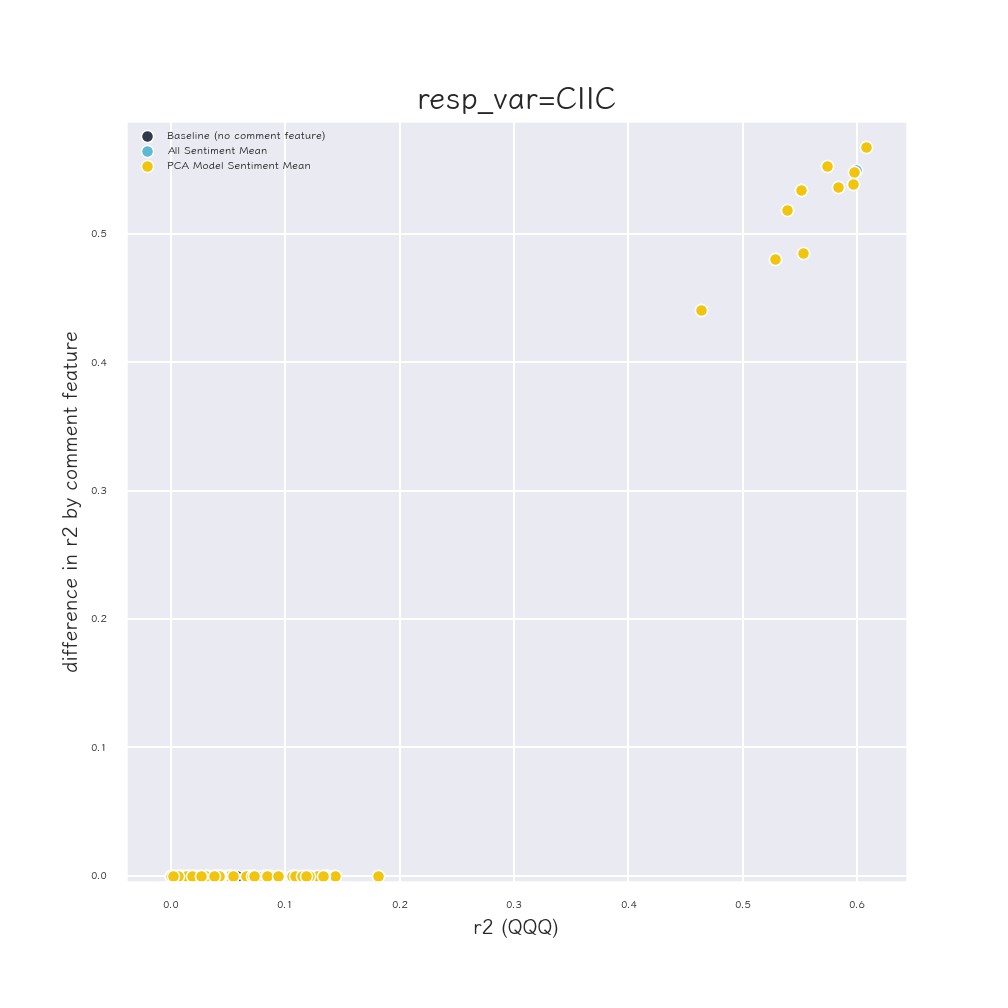 resp_var=CIIC
Baseline (no comment feature)
All Sentiment Mean
PCA Model Sentiment Mean
difference in r2 by comment feature
0.5
0.4
0.3
0.2
0.1
0.0
0.0 0.1 0.2 0.3 0.4 0.5 0.6
r2 (QQQ)